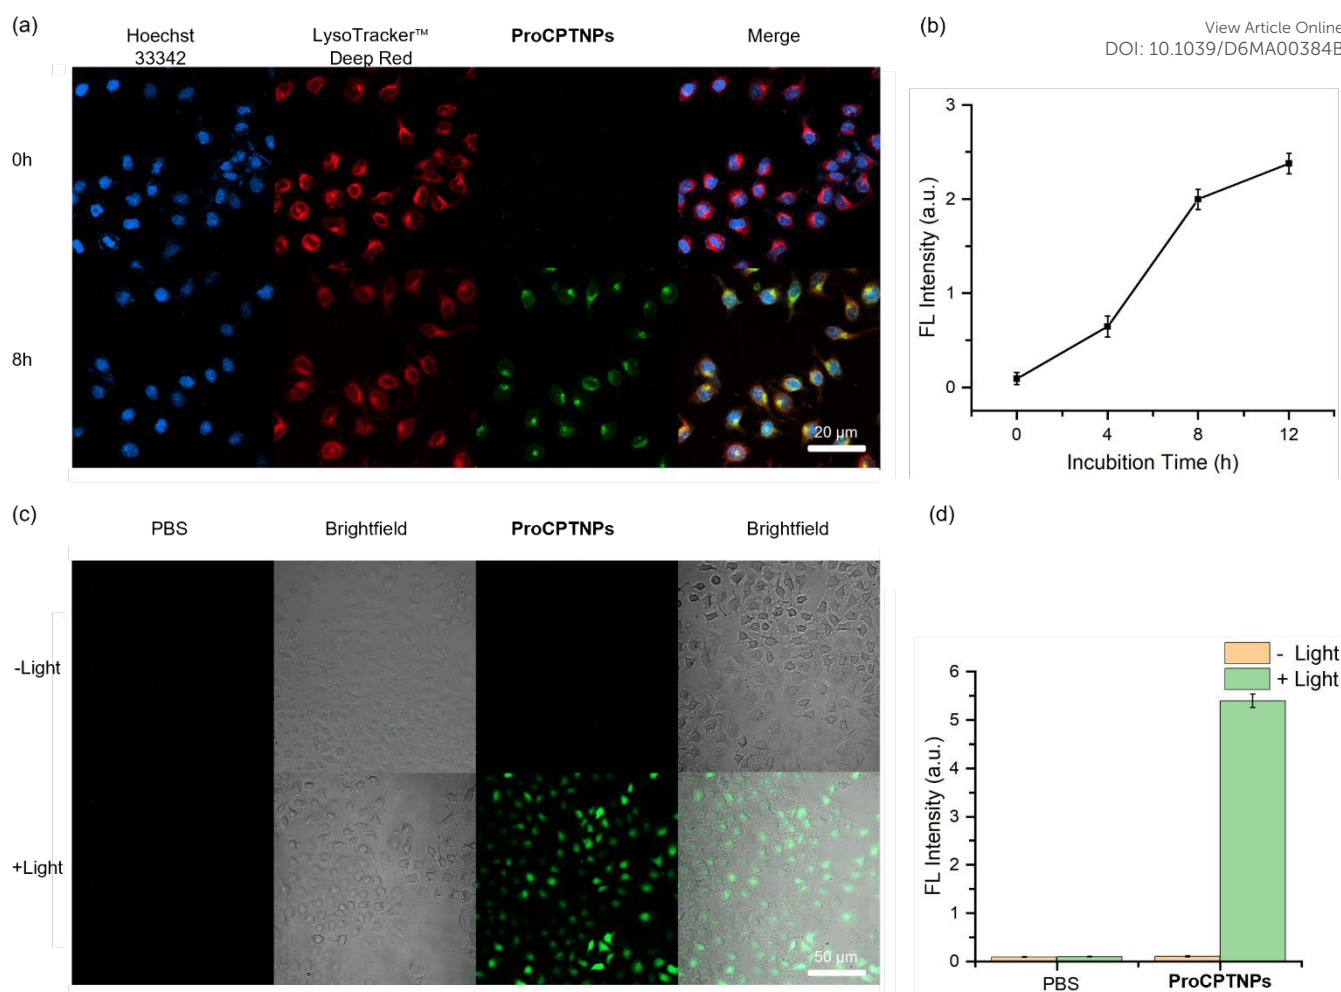 View Article Online
DOI: 10.1039/D6MA00384B
(a)
Hoechst
33342
LysoTracker™
Deep Red
ProCPTNPs
Merge
0h
8h
20 μm
(b)
3
2
1
0
FL Intensity (a.u.)
0 4 8 12
Incubition Time (h)
(c)
PBS
Brightfield
ProCPTNPs
Brightfield
-Light
+Light
50 μm
(d)
- Light
+ Light
6
5
4
3
2
1
0
FL Intensity (a.u.)
PBS
ProCPTNPs